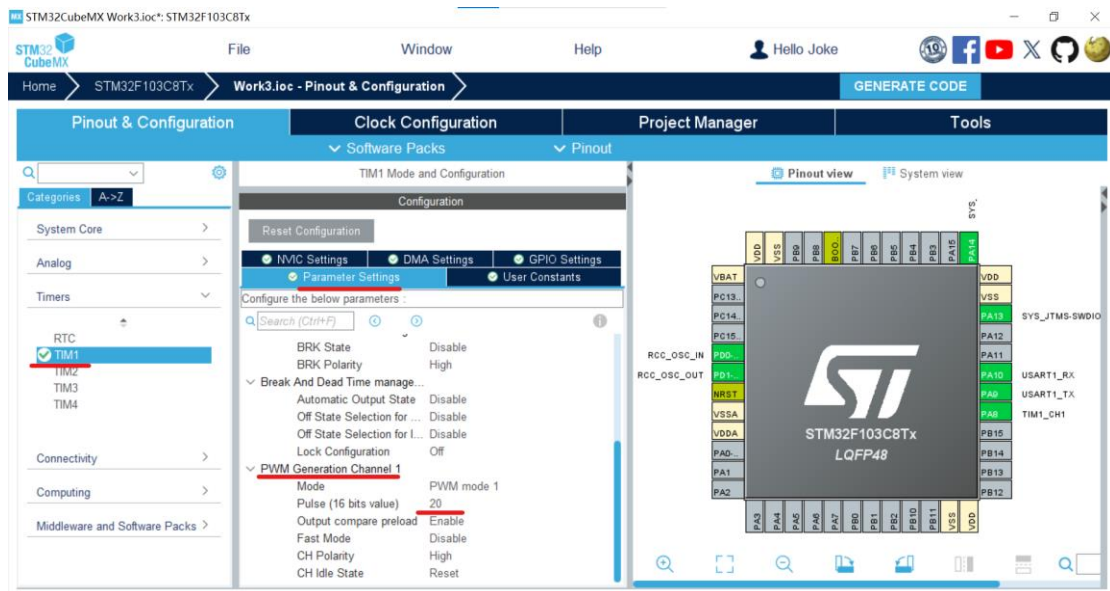 MX STM32CubeMX Work3.ioc*: STM32F103C8Tx
STM32 CubeMX
File
Window
Help
Hello Joke
10
Home
STM32F103C8Tx
Work3.ioc - Pinout & Configuration
GENERATE CODE
Pinout & Configuration
Clock Configuration
Project Manager
Tools
Software Packs
Pinout
Categories
A->Z
System Core
Analog
Timers
RTC
TIM1
TIM2
TIM3
TIM4
Connectivity
Computing
Middleware and Software Packs
TIM1 Mode and Configuration
Configuration
Reset Configuration
NVIC Settings
DMA Settings
GPIO Settings
Parameter Settings
User Constants
Configure the below parameters :
Search (Ctrl+F)
BRK State Disable
BRK Polarity High
Break And Dead Time manage...
Automatic Output State Disable
Off State Selection for ... Disable
Off State Selection for I... Disable
Lock Configuration Off
PWM Generation Channel 1
Mode PWM mode 1
Pulse (16 bits value) 20
Output compare preload Enable
Fast Mode Disable
CH Polarity High
CH Idle State Reset
Pinout view
System view
SYS_
VDD
VSS
PB9
PB8
BOO..
PB7
PB6
PB5
PB4
PB3
PA15
PA14
VBAT
PC13..
PC14..
PC15..
RCC_OSC_IN PD0-..
RCC_OSC_OUT PD1-..
NRST
VSSA
VDDA
PA0-..
PA1
PA2
VDD
VSS
PA13 SYS_JTMS-SWDIO
PA12
PA11
PA10 USART1_RX
PA9 USART1_TX
PA8 TIM1_CH1
PB15
PB14
PB13
PB12
STM32F103C8Tx
LQFP48
PA3
PA4
PA5
PA6
PA7
PB0
PB1
PB2
PB10
PB11
VSS
VDD